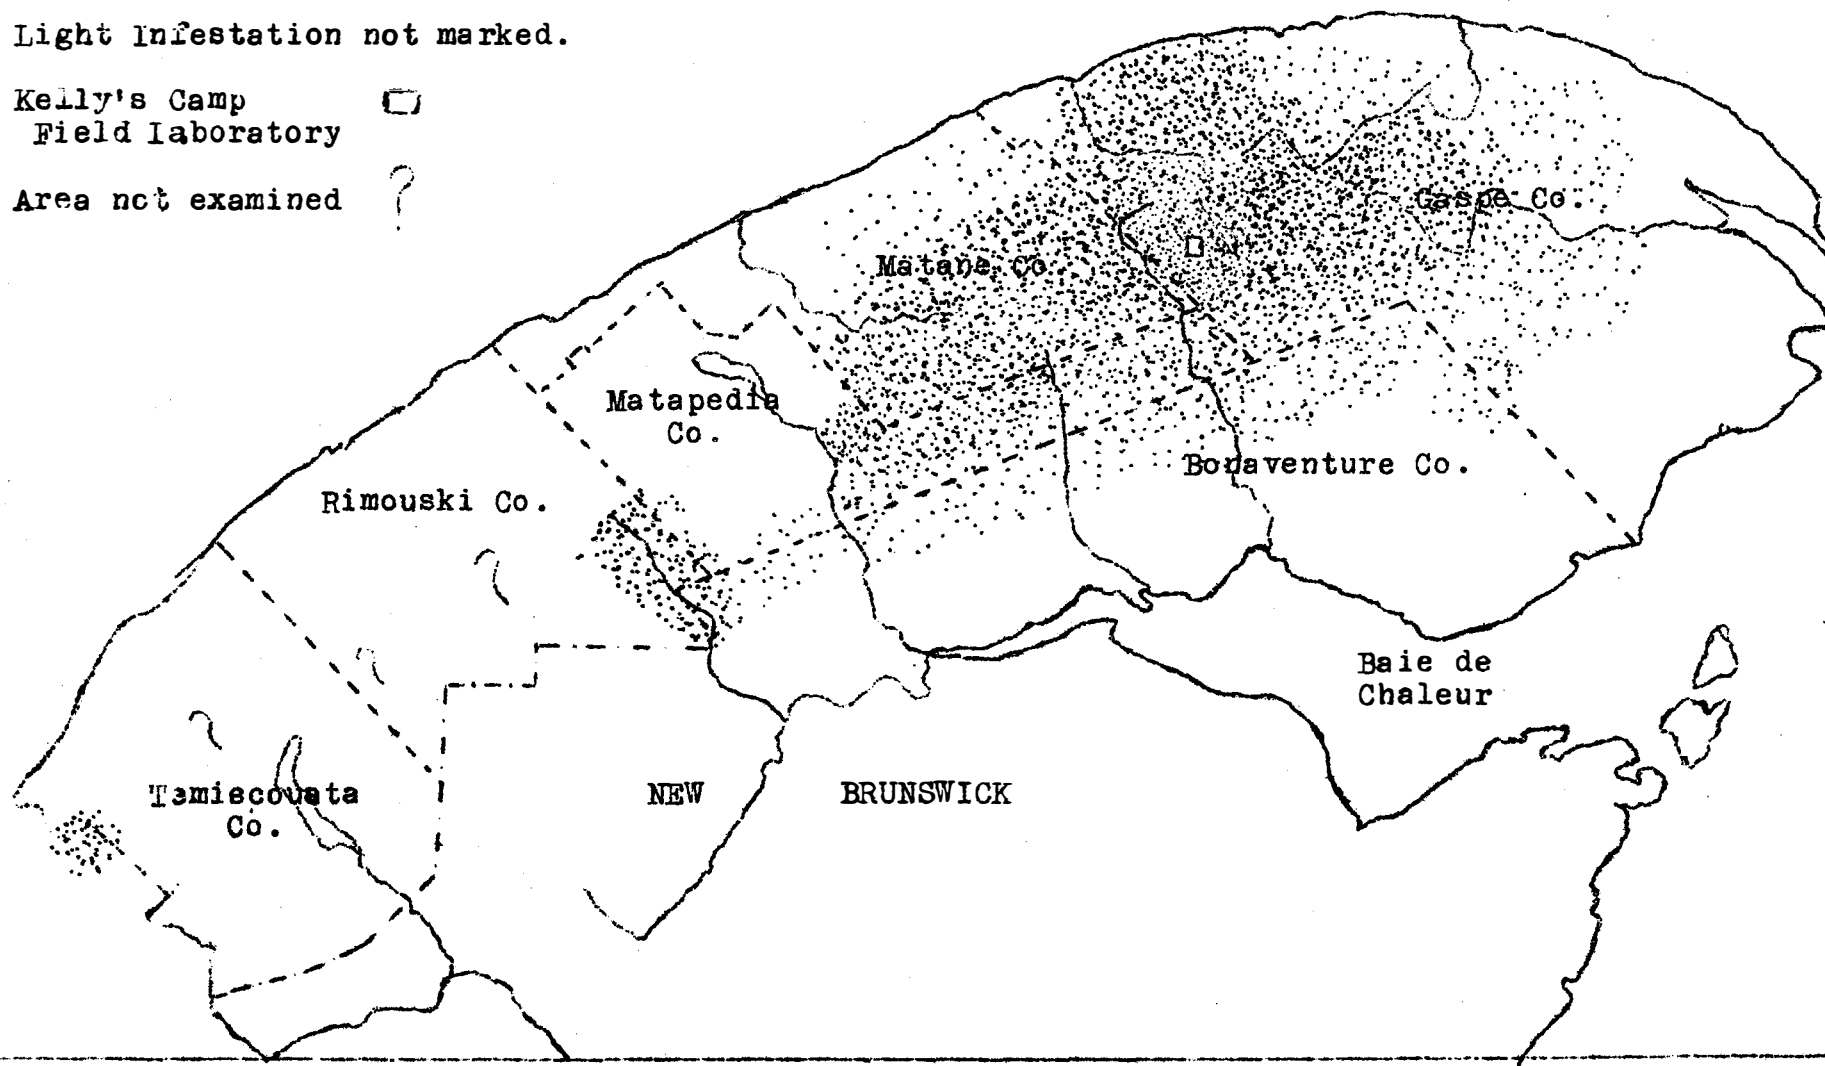 Light Infestation not marked.
Kelly's Camp
Field Laboratory
Area not examined ?
Gaspe Co.
Matane Co.
Matapedia
Co.
Bonaventure Co.
Rimouski Co.
?
?
?
Baie de
Chaleur
Temiscouata
Co.
NEW BRUNSWICK